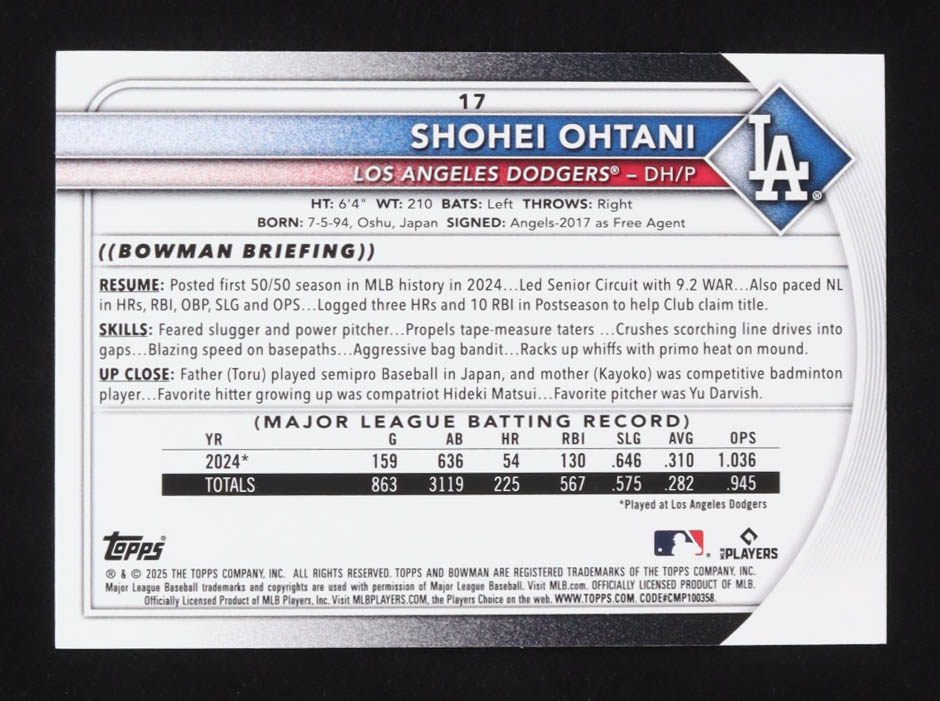 17
SHOHEI OHTANI
LOS ANGELES DODGERS® – DH/P
LA ®
HT: 6'4" WT: 210 BATS: Left THROWS: Right
BORN: 7-5-94, Oshu, Japan SIGNED: Angels-2017 as Free Agent
((BOWMAN BRIEFING))
RESUME: Posted first 50/50 season in MLB history in 2024...Led Senior Circuit with 9.2 WAR...Also paced NL
in HRs, RBI, OBP, SLG and OPS...Logged three HRs and 10 RBI in Postseason to help Club claim title.
SKILLS: Feared slugger and power pitcher...Propels tape-measure taters ...Crushes scorching line drives into
gaps...Blazing speed on basepaths...Aggressive bag bandit...Racks up whiffs with primo heat on mound.
UP CLOSE: Father (Toru) played semipro Baseball in Japan, and mother (Kayoko) was competitive badminton
player...Favorite hitter growing up was compatriot Hideki Matsui...Favorite pitcher was Yu Darvish.
(MAJOR LEAGUE BATTING RECORD)
YR G AB HR RBI SLG AVG OPS
2024* 159 636 54 130 .646 .310 1.036
TOTALS 863 3119 225 567 .575 .282 .945
*Played at Los Angeles Dodgers
Topps® ®. MLB PLAYERS
® & © 2025 THE TOPPS COMPANY, INC. ALL RIGHTS RESERVED. TOPPS AND BOWMAN ARE REGISTERED TRADEMARKS OF THE TOPPS COMPANY, INC.
Major League Baseball trademarks and copyrights are used with permission of Major League Baseball. Visit MLB.com. OFFICIALLY LICENSED PRODUCT OF MLB.
Officially Licensed Product of MLB Players, Inc. Visit MLBPLAYERS.COM, the Players Choice on the web. WWW.TOPPS.COM. CODE#CMP100358.